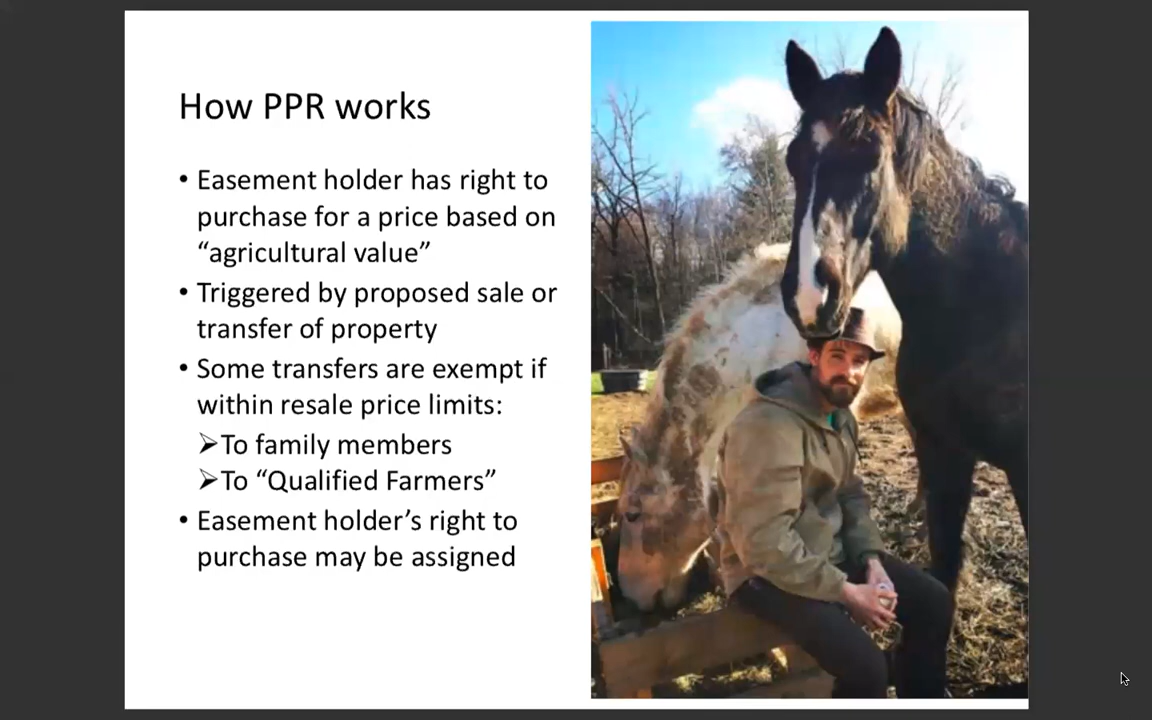 How PPR works
• Easement holder has right to
purchase for a price based on
“agricultural value”
• Triggered by proposed sale or
transfer of property
• Some transfers are exempt if
within resale price limits:
➢To family members
➢To “Qualified Farmers”
• Easement holder’s right to
purchase may be assigned